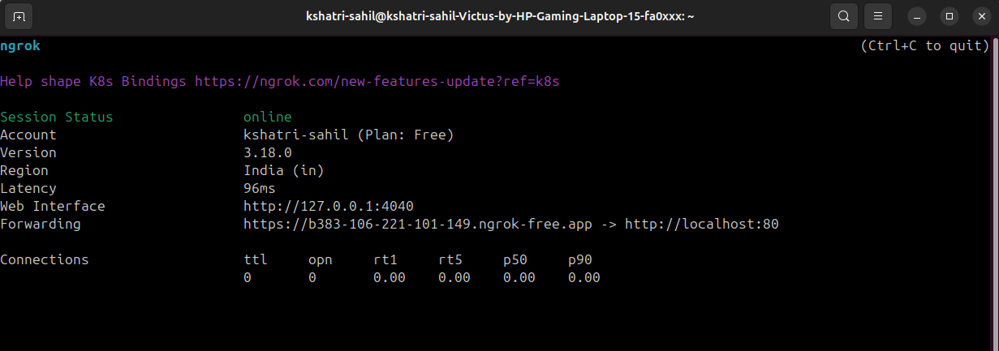 kshatri-sahil@kshatri-sahil-Victus-by-HP-Gaming-Laptop-15-fa0xxx: ~
ngrok (Ctrl+C to quit)
Help shape K8s Bindings https://ngrok.com/new-features-update?ref=k8s
Session Status online
Account kshatri-sahil (Plan: Free)
Version 3.18.0
Region India (in)
Latency 96ms
Web Interface http://127.0.0.1:4040
Forwarding https://b383-106-221-101-149.ngrok-free.app -> http://localhost:80
Connections ttl opn rt1 rt5 p50 p90
0 0 0.00 0.00 0.00 0.00